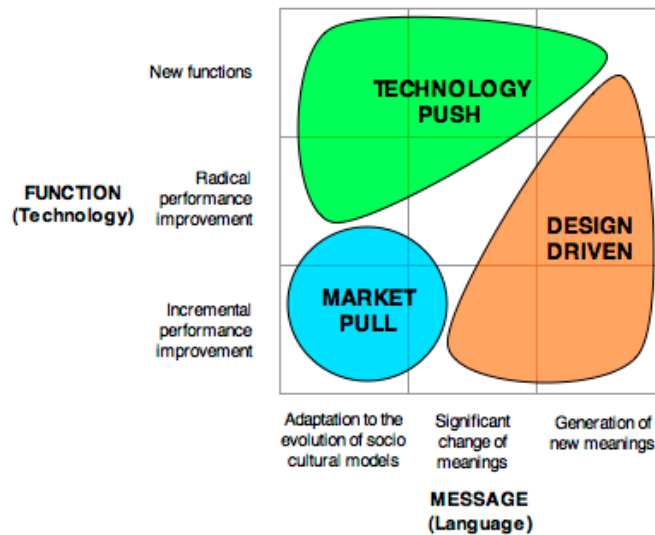 New functions
TECHNOLOGY
PUSH
Radical
performance
improvement
FUNCTION
(Technology)
DESIGN
DRIVEN
MARKET
PULL
Incremental
performance
improvement
Adaptation to the
evolution of socio
cultural models
Significant
change of
meanings
Generation of
new meanings
MESSAGE
(Language)